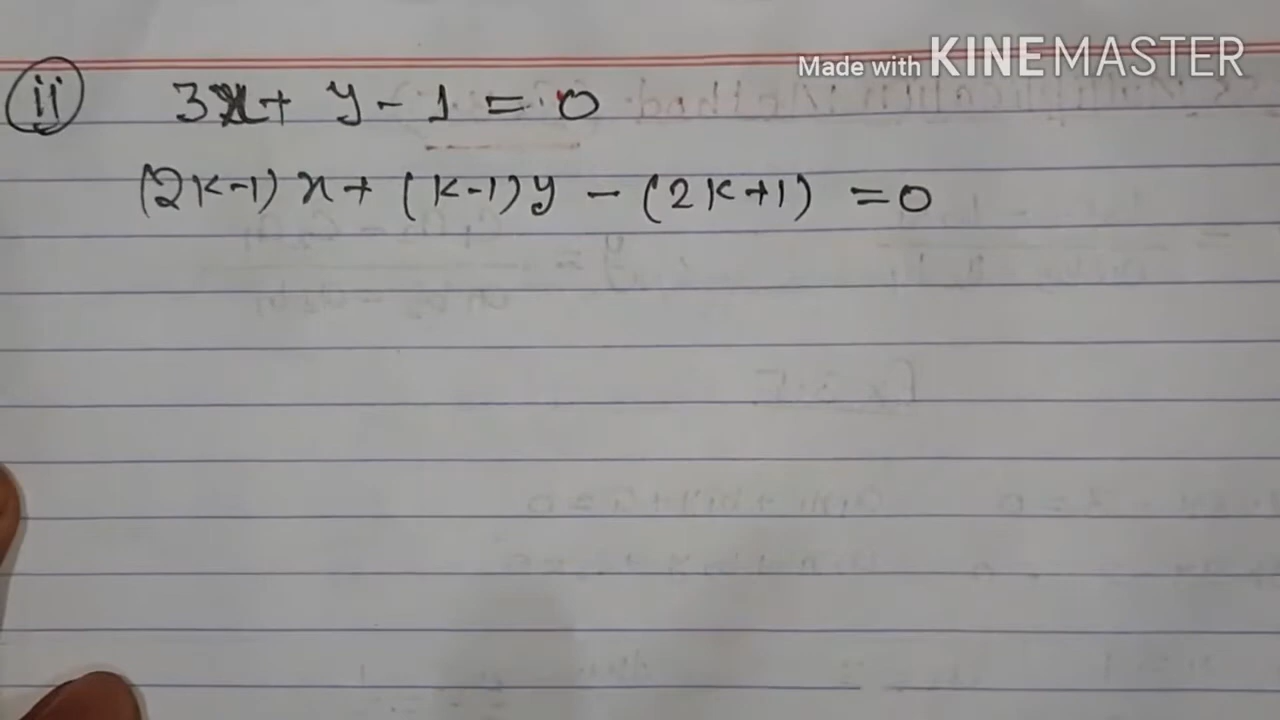 Made with KINEMASTER
ii 3x + y - 1 = 0
(2k-1) x + (k-1) y - (2k+1) = 0